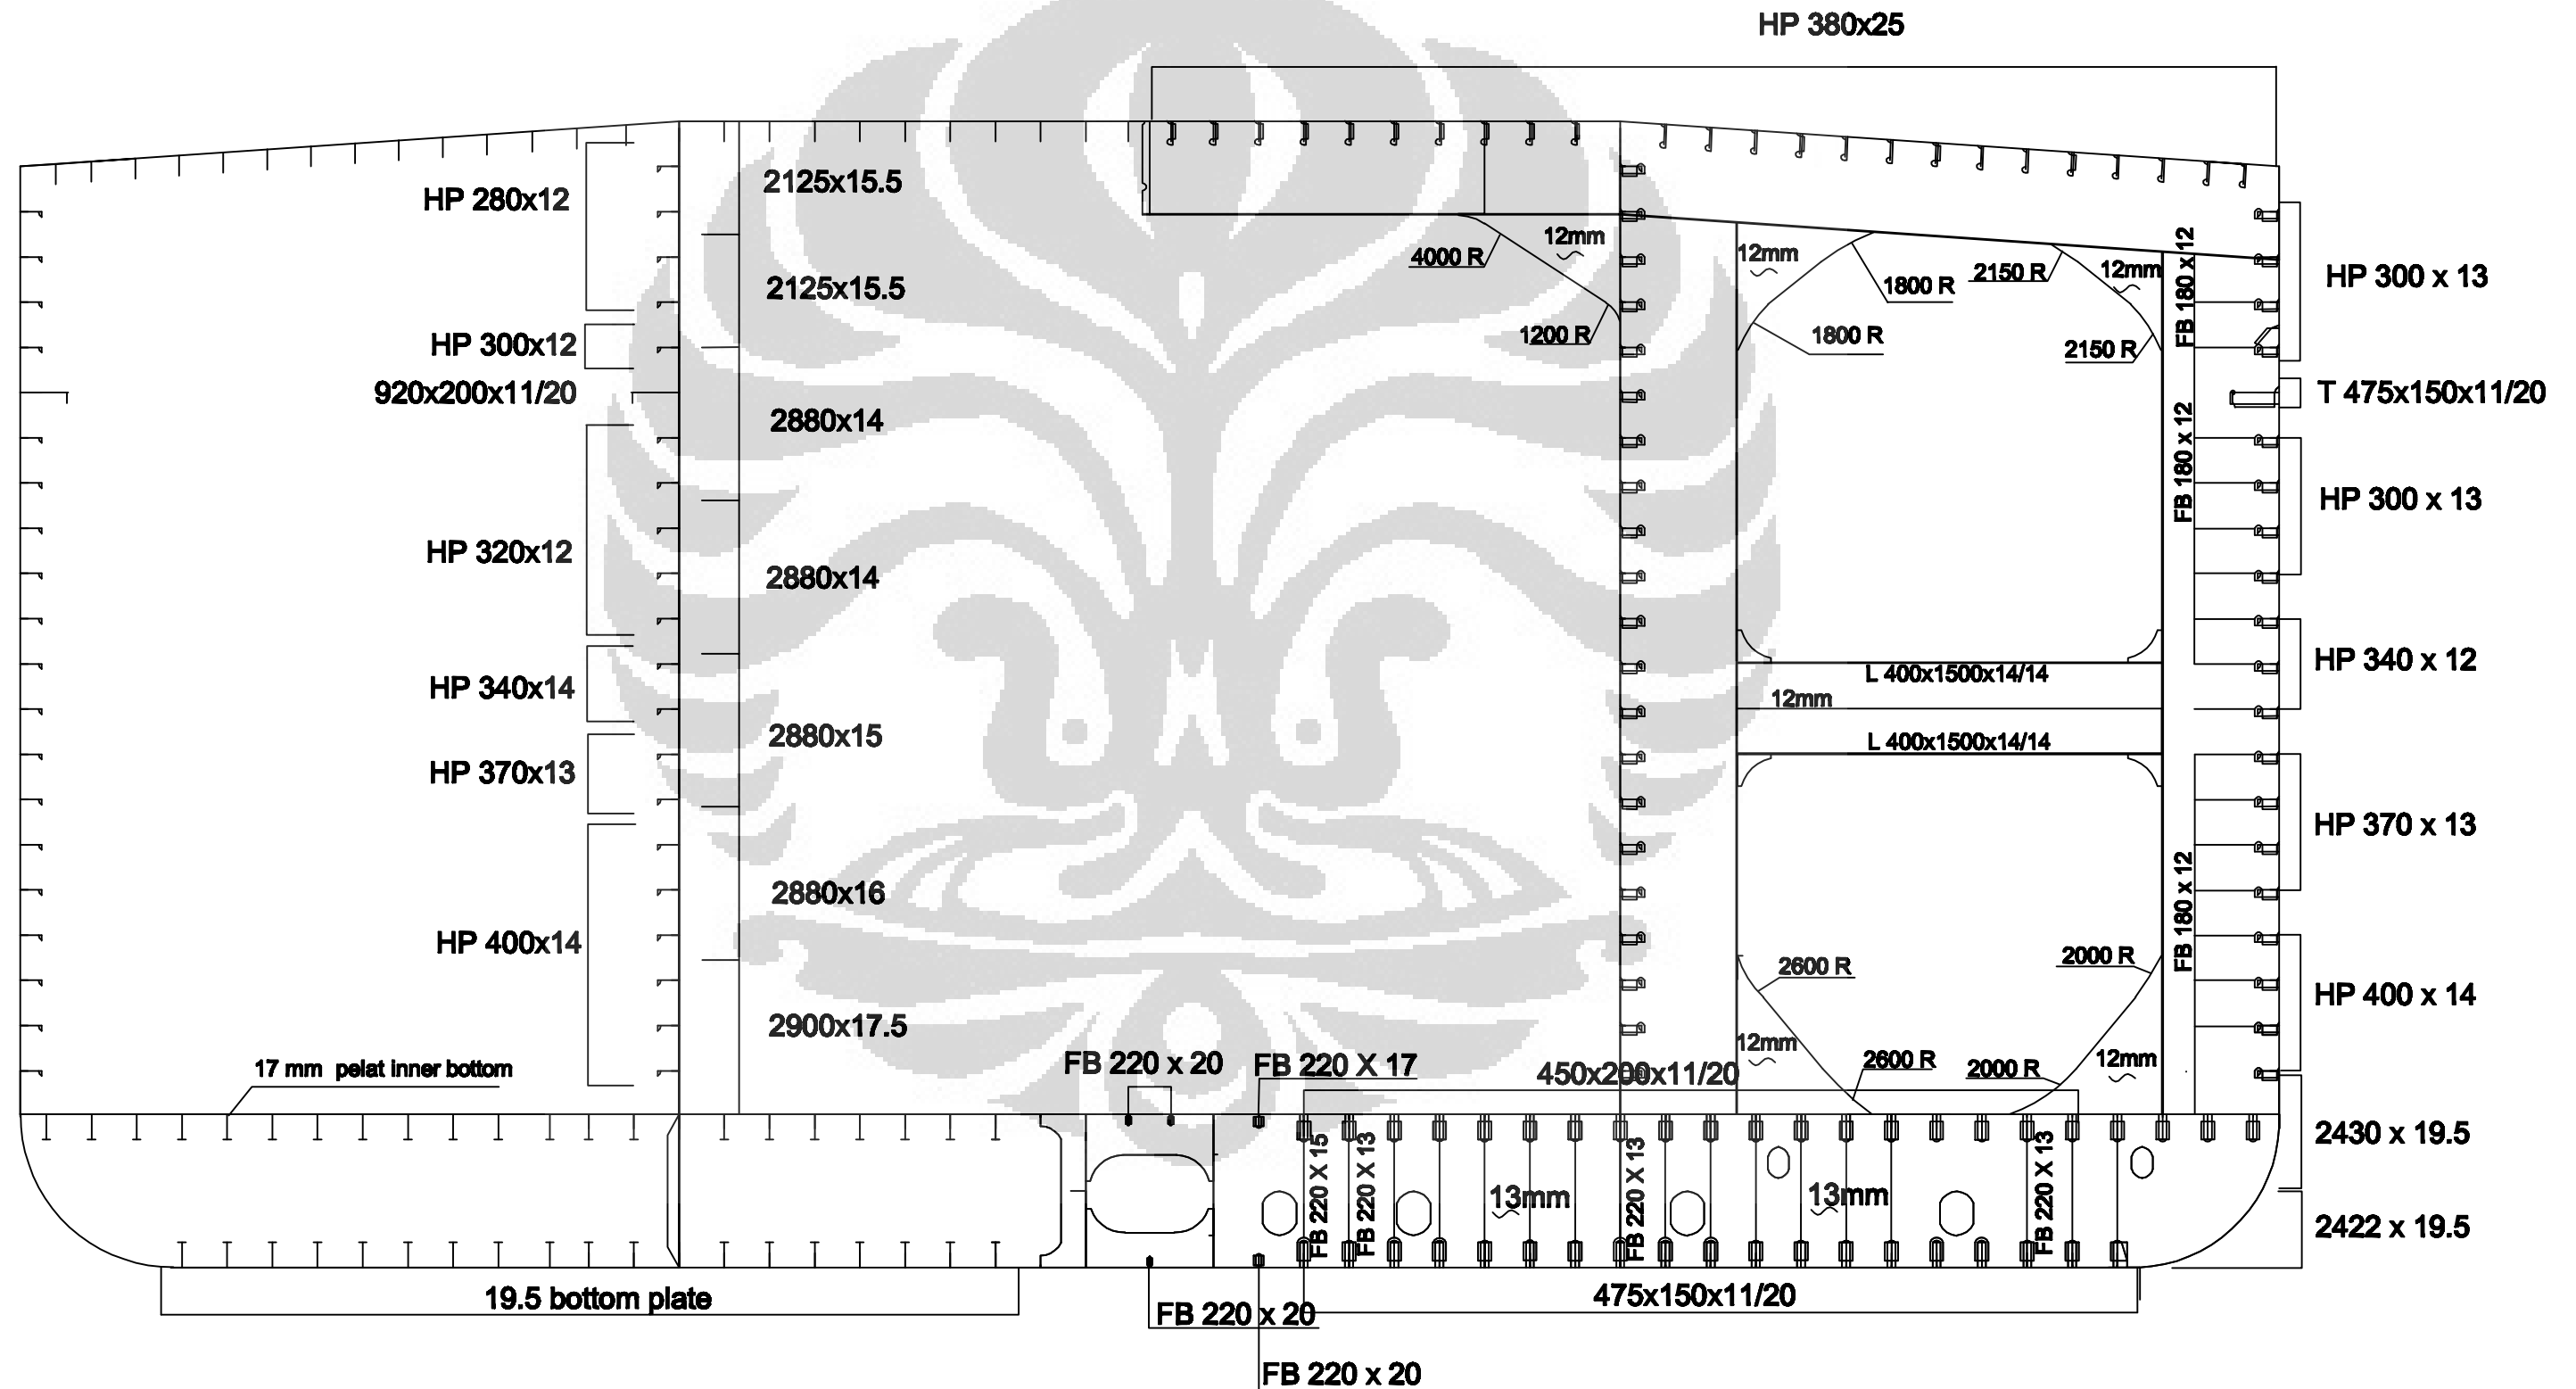 HP 380x25
HP 280x12
HP 300x12
920x200x11/20
HP 320x12
HP 340x14
HP 370x13
HP 400x14
17 mm pelat inner bottom
19.5 bottom plate
2125x15.5
2125x15.5
2880x14
2880x14
2880x15
2880x16
2900x17.5
4000 R
12mm
1200 R
12mm
1800 R
1800 R
2150 R
12mm
2150 R
FB 180 x 12
FB 180 x 12
L 400x1500x14/14
12mm
L 400x1500x14/14
FB 180 x 12
2600 R
2000 R
12mm
2600 R
2000 R
12mm
FB 220 x 20
FB 220 X 17
450x200x11/20
FB 220 X 15
FB 220 X 13
13mm
FB 220 X 13
13mm
FB 220 X 13
475x150x11/20
FB 220 x 20
FB 220 x 20
HP 300 x 13
T 475x150x11/20
HP 300 x 13
HP 340 x 12
HP 370 x 13
HP 400 x 14
2430 x 19.5
2422 x 19.5